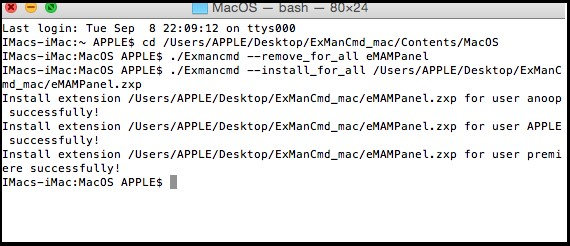 MacOS — bash — 80×24
Last login: Tue Sep  8 22:09:12 on ttys000
IMacs-iMac:~ APPLE$ cd /Users/APPLE/Desktop/ExManCmd_mac/Contents/MacOS
IMacs-iMac:MacOS APPLE$ ./Exmancmd --remove_for_all eMAMPanel
IMacs-iMac:MacOS APPLE$ ./Exmancmd --install_for_all /Users/APPLE/Desktop/ExManC
md_mac/eMAMPanel.zxp
Install extension /Users/APPLE/Desktop/ExManCmd_mac/eMAMPanel.zxp for user anoop
 successfully!
Install extension /Users/APPLE/Desktop/ExManCmd_mac/eMAMPanel.zxp for user APPLE
 successfully!
Install extension /Users/APPLE/Desktop/ExManCmd_mac/eMAMPanel.zxp for user premi
ere successfully!
IMacs-iMac:MacOS APPLE$